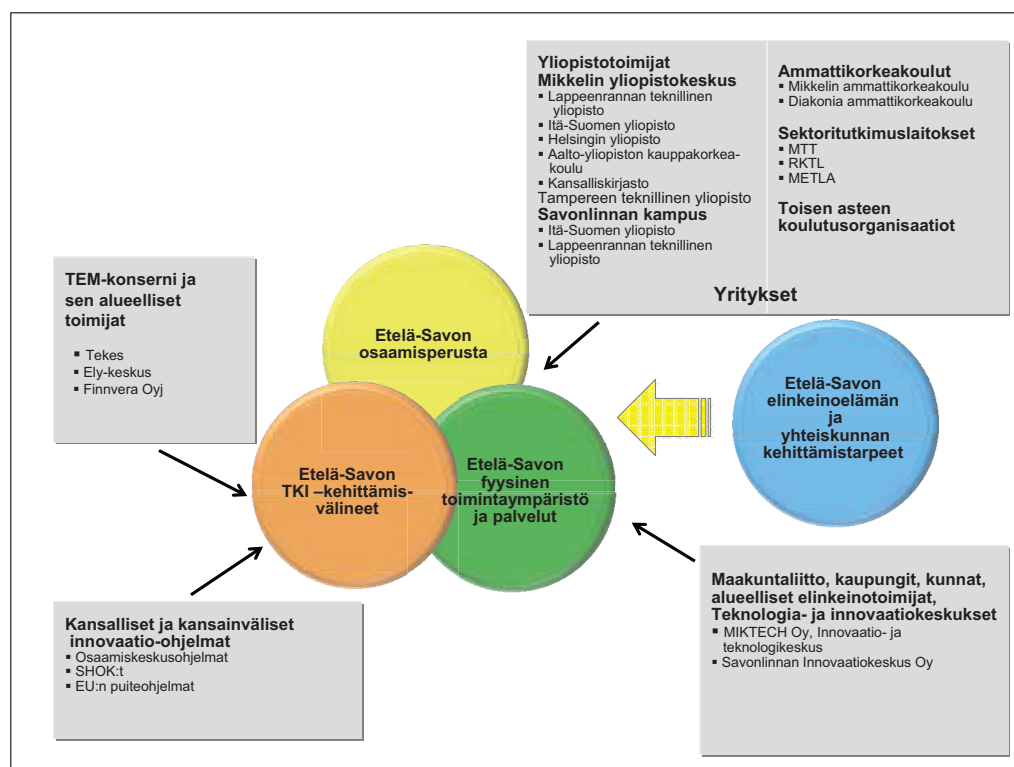 Yliopistotoimijat
Mikkelin yliopistokeskus
▪ Lappeenrannan teknillinen
yliopisto
▪ Itä-Suomen yliopisto
▪ Helsingin yliopisto
▪ Aalto-yliopiston kauppakorkea-
koulu
▪ Kansalliskirjasto
Tampereen teknillinen yliopisto
Savonlinnan kampus
▪ Itä-Suomen yliopisto
▪ Lappeenrannan teknillinen
yliopisto
Ammattikorkeakoulut
▪ Mikkelin ammattikorkeakoulu
▪ Diakonia ammattikorkeakoulu
Sektoritutkimuslaitokset
▪ MTT
▪ RKTL
▪ METLA
Toisen asteen
koulutusorganisaatiot
Yritykset
TEM-konserni ja
sen alueelliset
toimijat
▪ Tekes
▪ Ely-keskus
▪ Finnvera Oyj
Etelä-Savon
osaamisperusta
Etelä-Savon
TKI –kehittämis-
välineet
Etelä-Savon
fyysinen
toimintaympäristö
ja palvelut
Etelä-Savon
elinkeinoelämän
ja
yhteiskunnan
kehittämistarpeet
Kansalliset ja kansainväliset
innovaatio-ohjelmat
▪ Osaamiskeskusohjelmat
▪ SHOK:t
▪ EU:n puiteohjelmat
Maakuntaliitto, kaupungit, kunnat,
alueelliset elinkeinotoimijat,
Teknologia- ja innovaatiokeskukset
▪ MIKTECH Oy, Innovaatio- ja
teknologikeskus
▪ Savonlinnan Innovaatiokeskus Oy